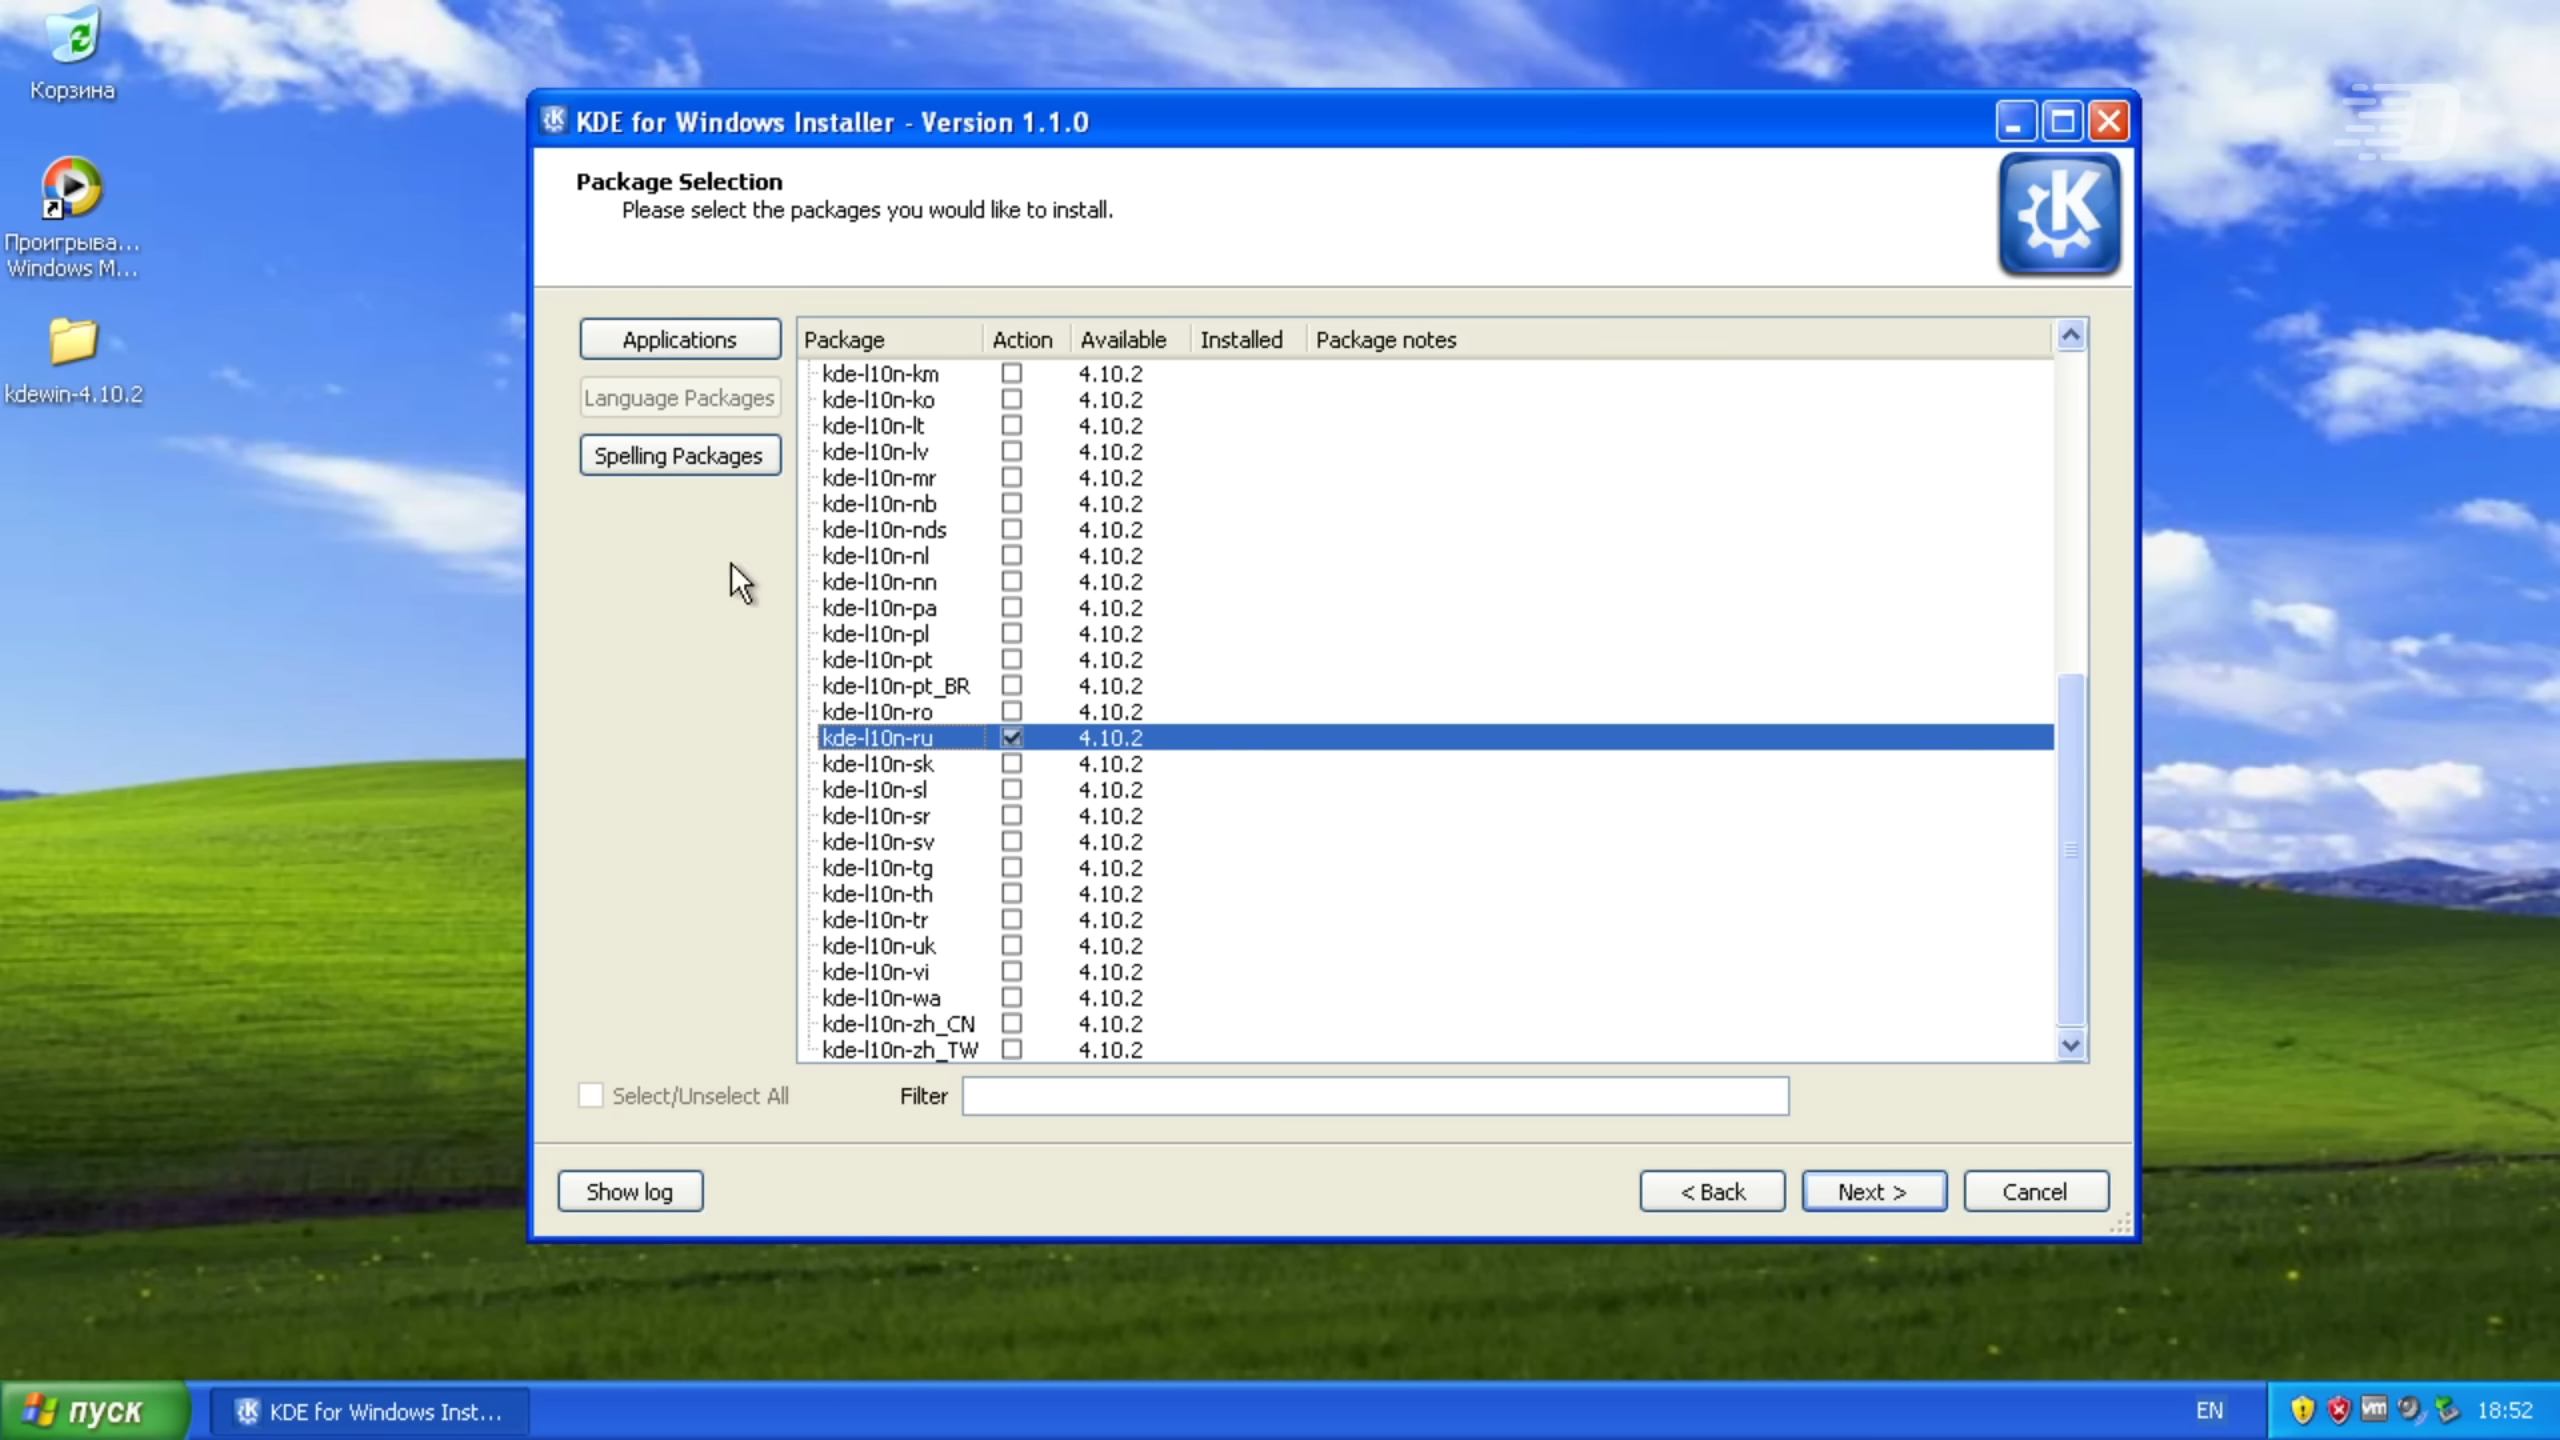 Корзина
Проигрыва...
Windows M...
kdewin-4.10.2
KDE for Windows Installer - Version 1.1.0
Package Selection
Please select the packages you would like to install.
Applications
Language Packages
Spelling Packages
Package Action Available Installed Package notes
kde-l10n-km 4.10.2
kde-l10n-ko 4.10.2
kde-l10n-lt 4.10.2
kde-l10n-lv 4.10.2
kde-l10n-mr 4.10.2
kde-l10n-nb 4.10.2
kde-l10n-nds 4.10.2
kde-l10n-nl 4.10.2
kde-l10n-nn 4.10.2
kde-l10n-pa 4.10.2
kde-l10n-pl 4.10.2
kde-l10n-pt 4.10.2
kde-l10n-pt_BR 4.10.2
kde-l10n-ro 4.10.2
kde-l10n-ru 4.10.2
kde-l10n-sk 4.10.2
kde-l10n-sl 4.10.2
kde-l10n-sr 4.10.2
kde-l10n-sv 4.10.2
kde-l10n-tg 4.10.2
kde-l10n-th 4.10.2
kde-l10n-tr 4.10.2
kde-l10n-uk 4.10.2
kde-l10n-vi 4.10.2
kde-l10n-wa 4.10.2
kde-l10n-zh_CN 4.10.2
kde-l10n-zh_TW 4.10.2
Select/Unselect All Filter
Show log < Back Next > Cancel
пуск KDE for Windows Inst... EN vm 18:52